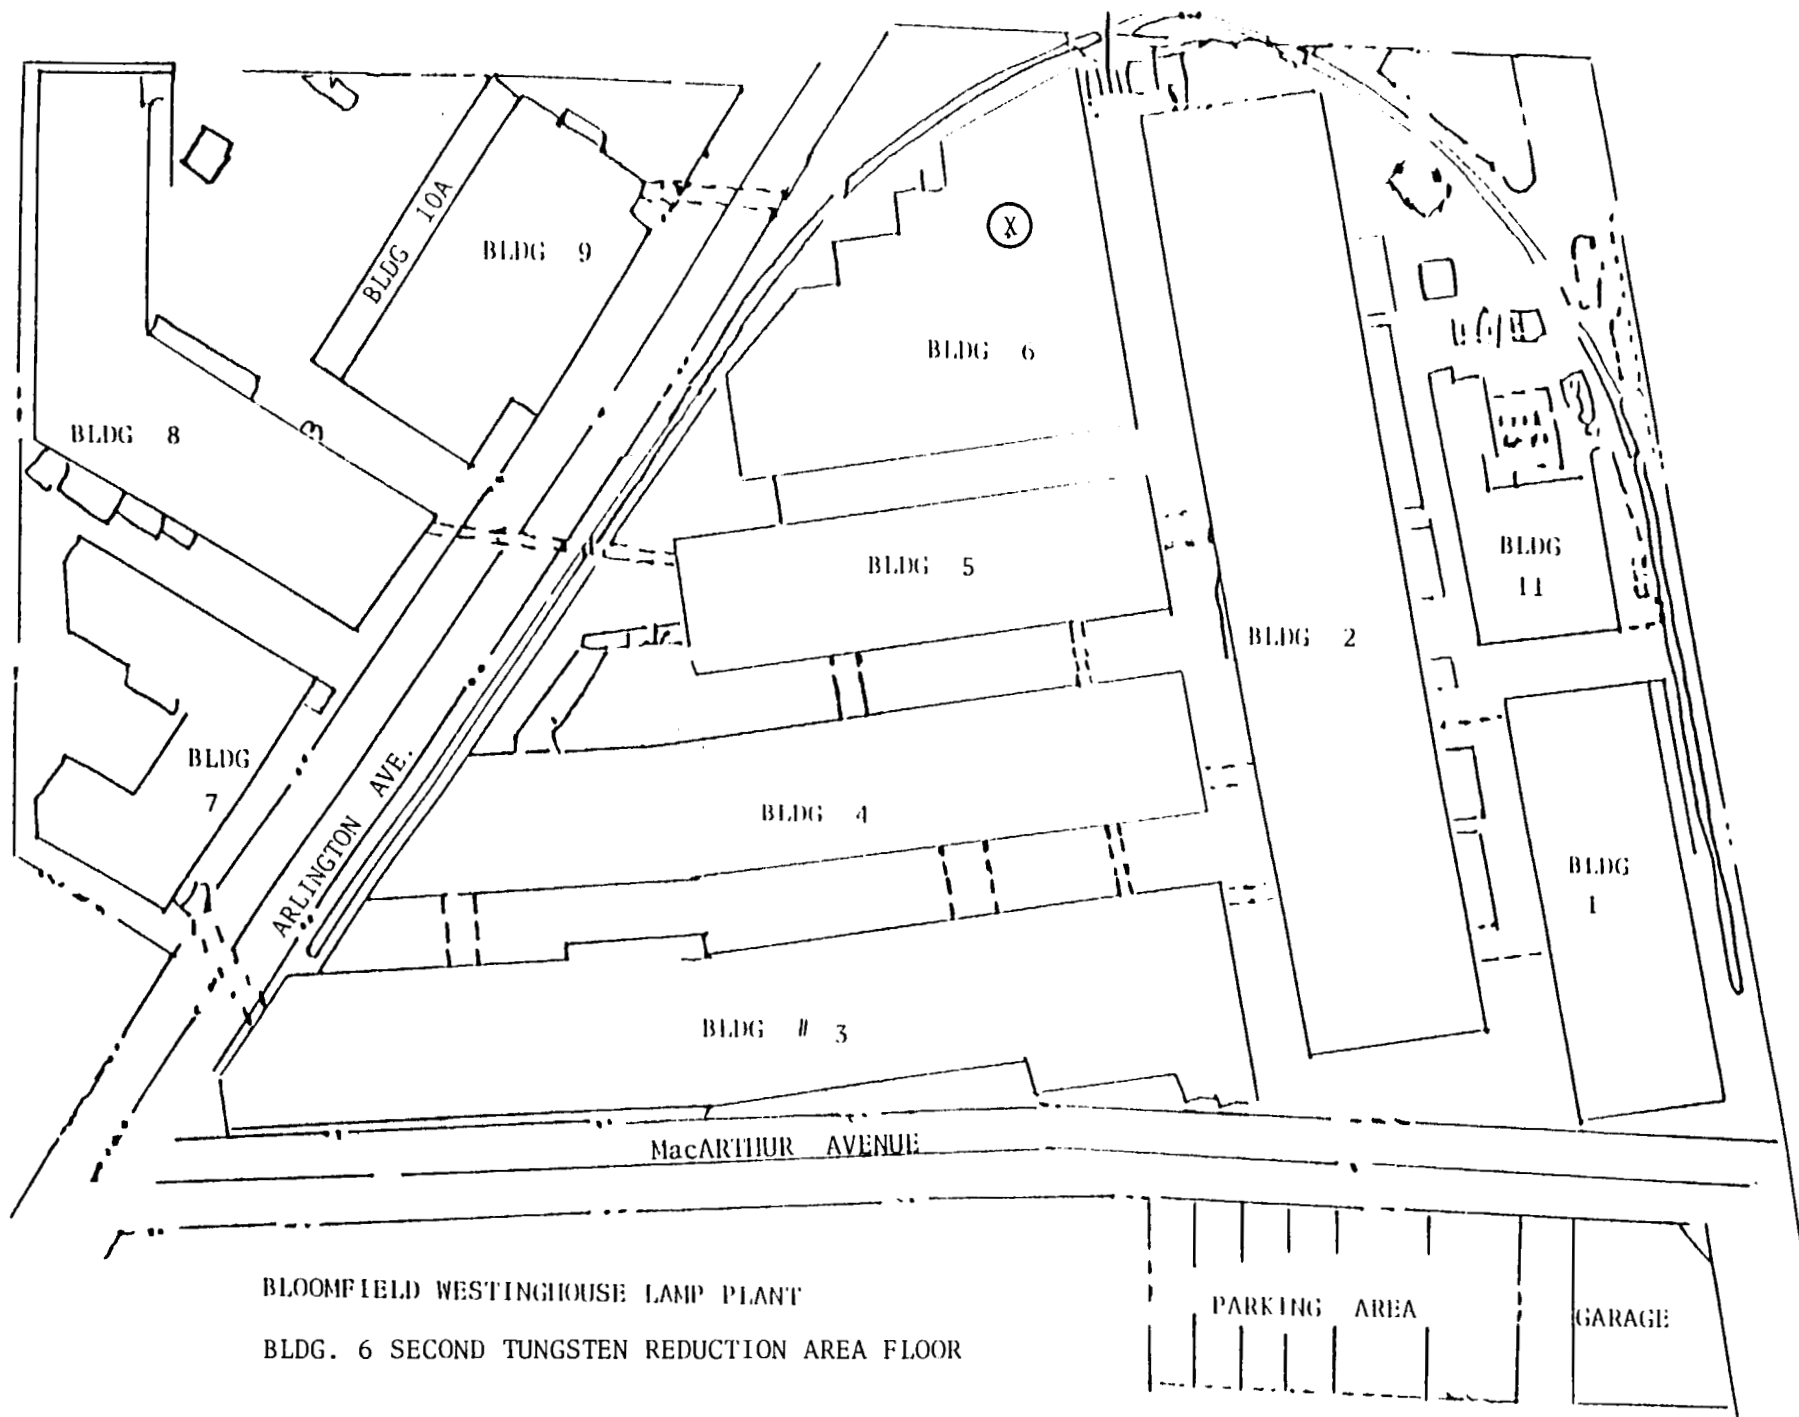 BLDG 10A
BLDG 9
X
BLDG 6
BLDG 8
BLDG 5
BLDG
11
BLDG 2
BLDG
7
ARLINGTON AVE.
BLDG 4
BLDG
1
BLDG # 3
MacARTHUR AVENUE
BLOOMFIELD WESTINGHOUSE LAMP PLANT
BLDG. 6 SECOND TUNGSTEN REDUCTION AREA FLOOR
PARKING AREA
GARAGE